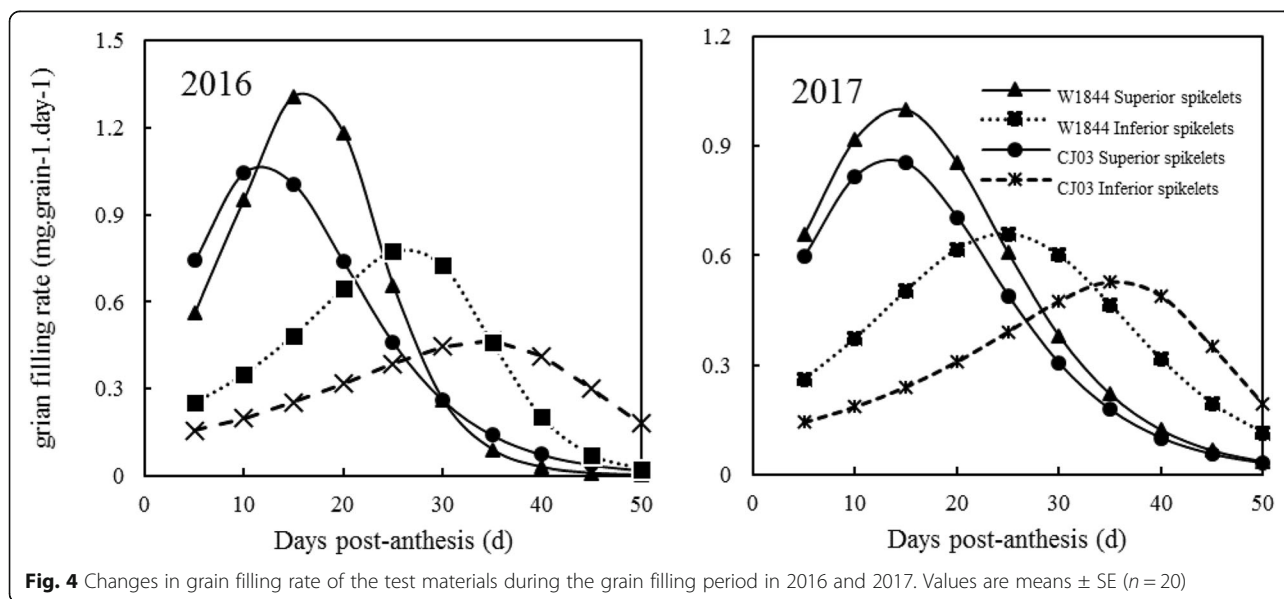 1.5
1.2
0.9
0.6
0.3
0
grian filling rate (mg.grain-1.day-1)
2016
0 10 20 30 40 50
Days post-anthesis (d)
1.2
0.9
0.6
0.3
0
2017
W1844 Superior spikelets
W1844 Inferior spikelets
CJ03 Superior spikelets
CJ03 Inferior spikelets
0 10 20 30 40 50
Days post-anthesis (d)
Fig. 4 Changes in grain filling rate of the test materials during the grain filling period in 2016 and 2017. Values are means ± SE (n = 20)